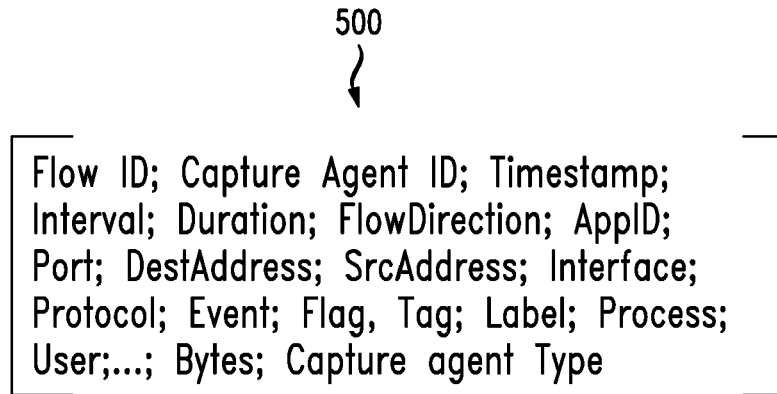 500
Flow ID; Capture Agent ID; Timestamp;
Interval; Duration; FlowDirection; AppID;
Port; DestAddress; SrcAddress; Interface;
Protocol; Event; Flag, Tag; Label; Process;
User;...; Bytes; Capture agent Type